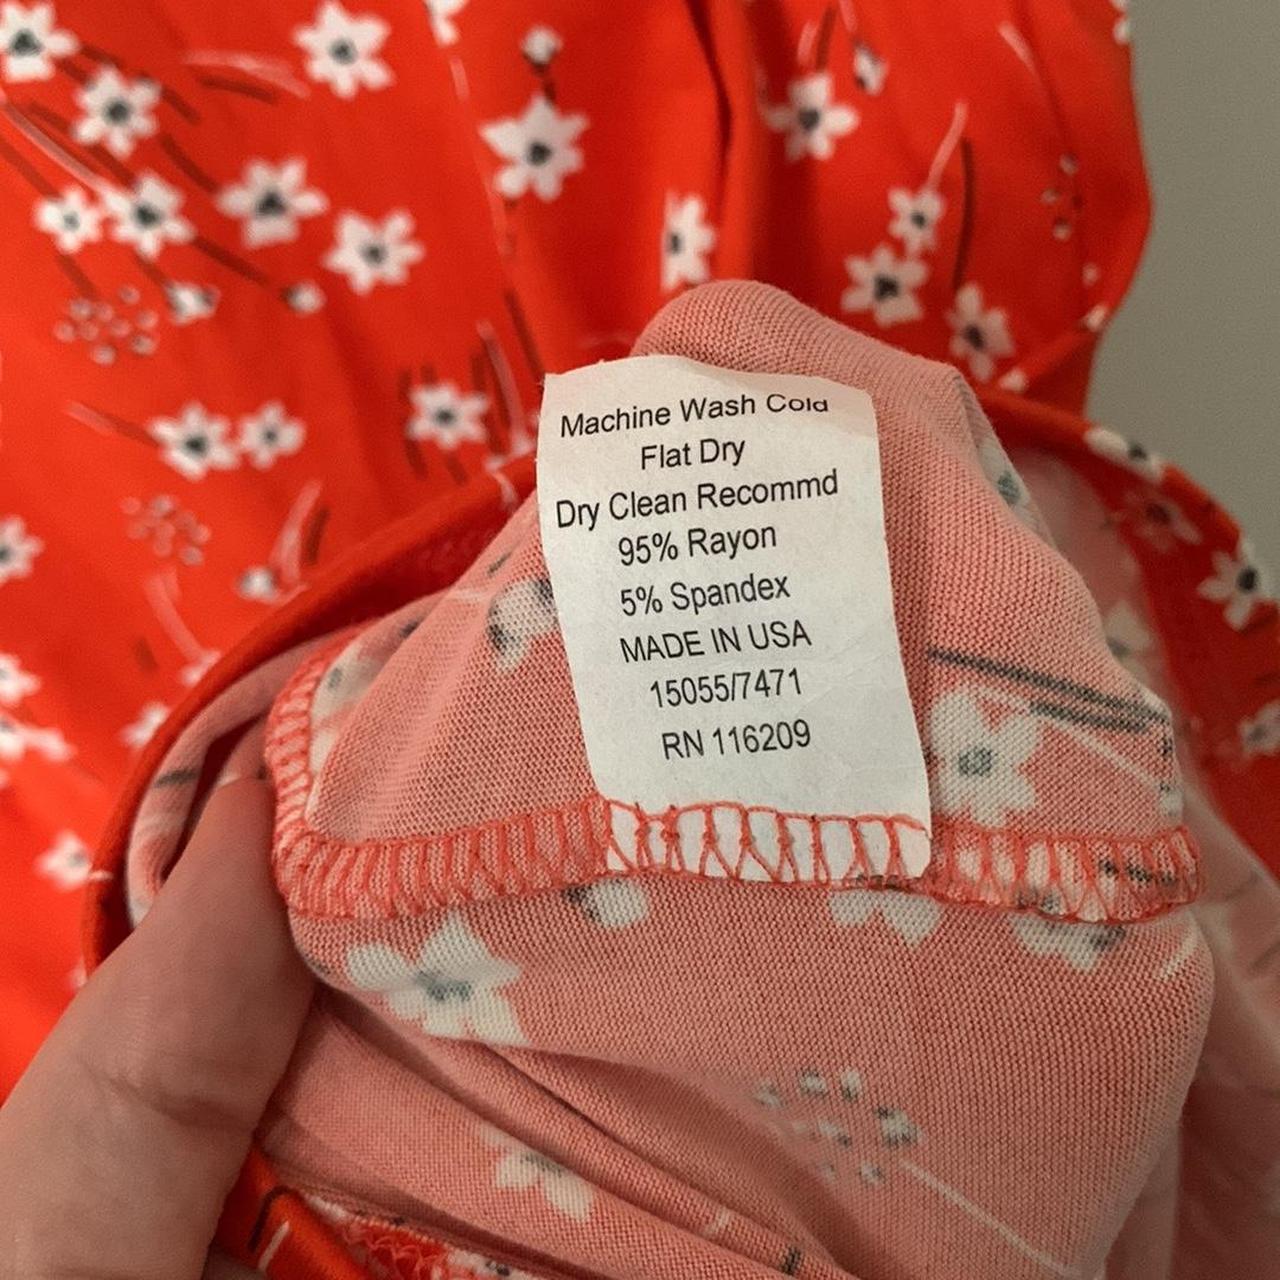 Machine Wash Cold
Flat Dry
Dry Clean Recommd
95% Rayon
5% Spandex
MADE IN USA
15055/7471
RN 116209